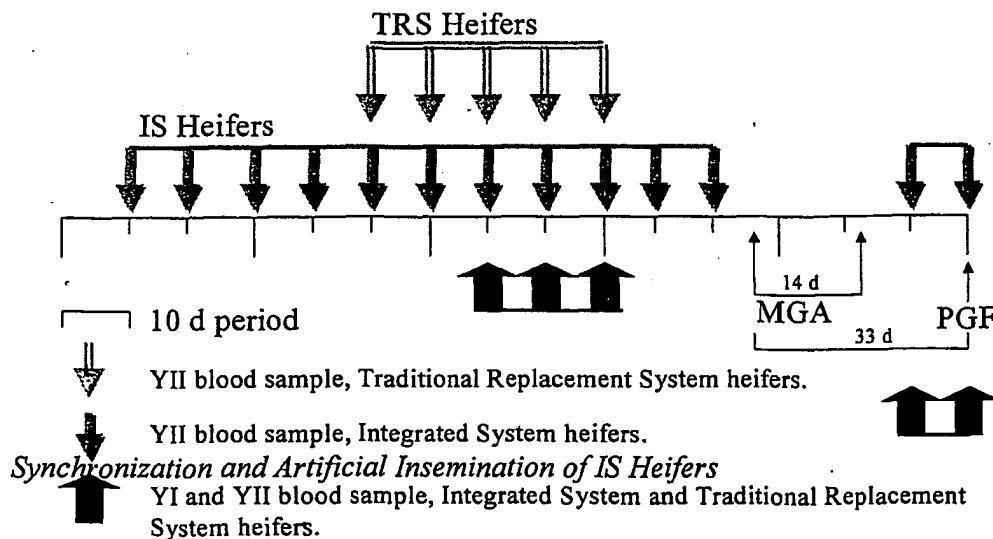 TRS Heifers
IS Heifers
14 d
MGA
PGF
33 d
10 d period
YII blood sample, Traditional Replacement System heifers.
YII blood sample, Integrated System heifers.
Synchronization and Artificial Insemination of IS Heifers
YI and YII blood sample, Integrated System and Traditional Replacement
System heifers.